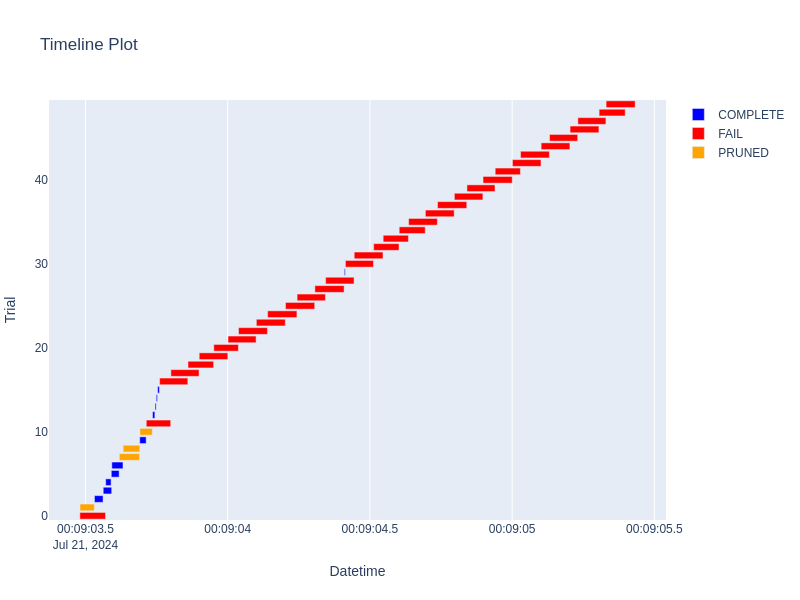 Timeline Plot
COMPLETE
FAIL
PRUNED
40
30
20
10
0
Trial
00:09:03.5
00:09:04
00:09:04.5
00:09:05
00:09:05.5
Jul 21, 2024
Datetime